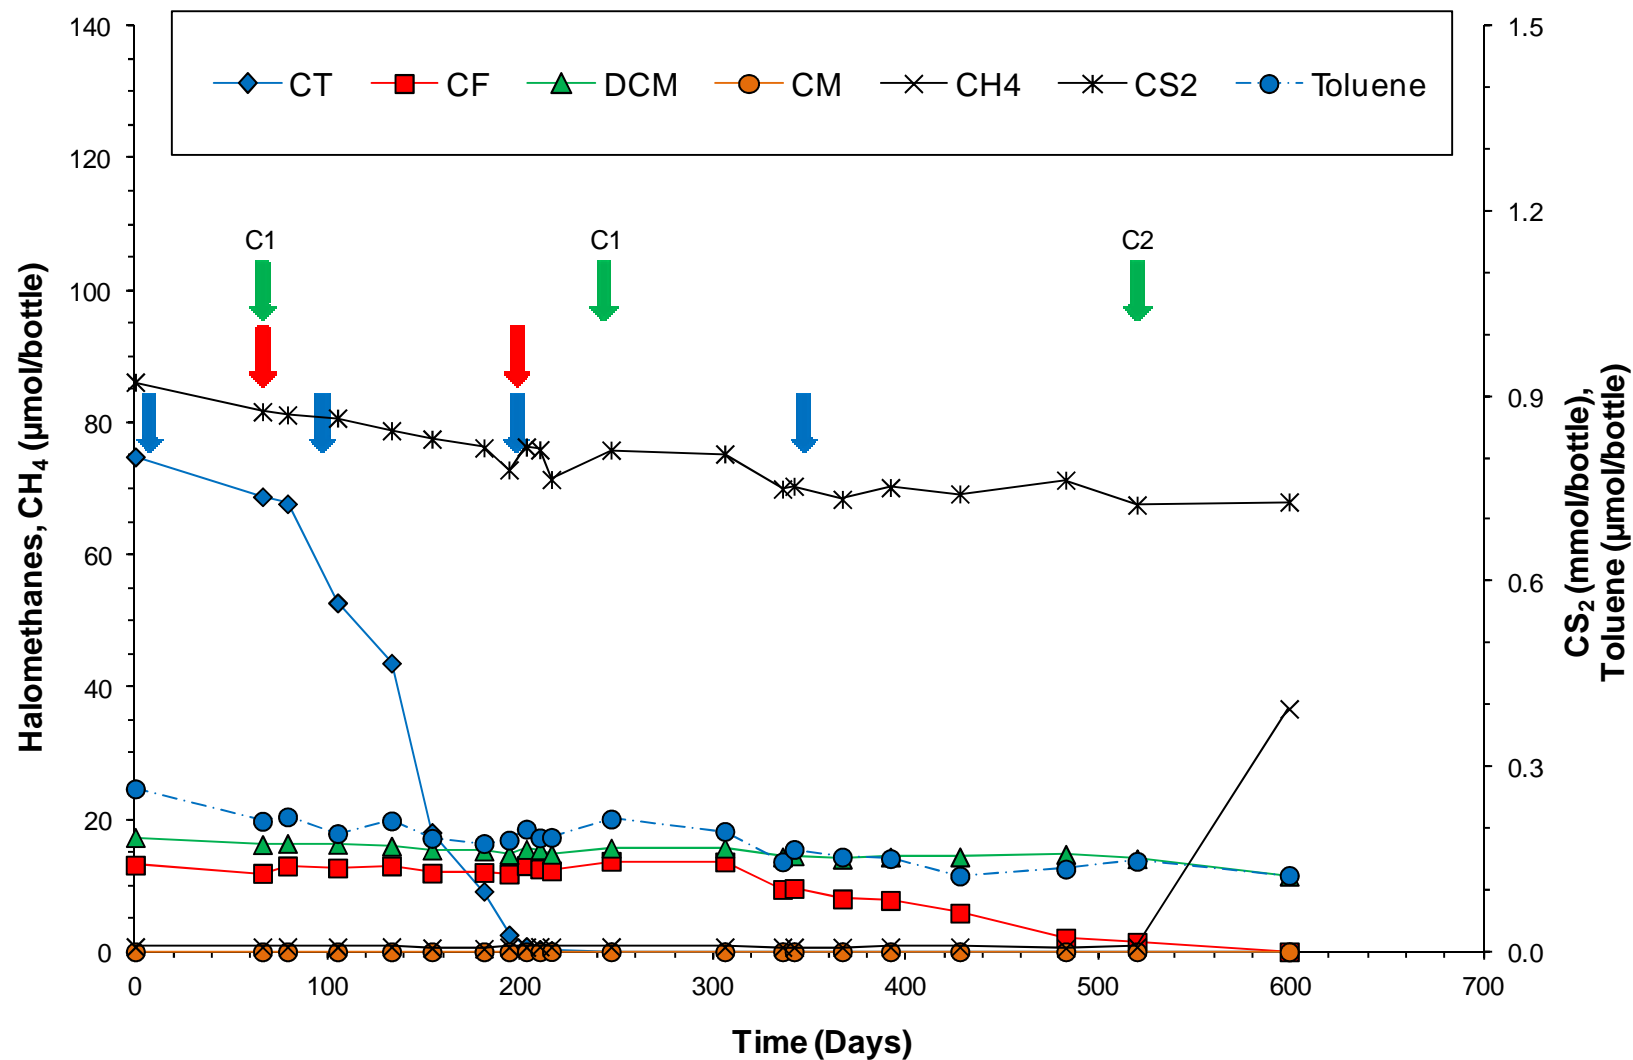 CT CF DCM CM CH4 CS2 Toluene
140
120
100
80
60
40
20
0
1.5
1.2
0.9
0.6
0.3
0.0
C1 C1 C2
0 100 200 300 400 500 600 700
Time (Days)
Halomethanes, CH₄ (µmol/bottle)
CS₂ (mmol/bottle),
Toluene (µmol/bottle)